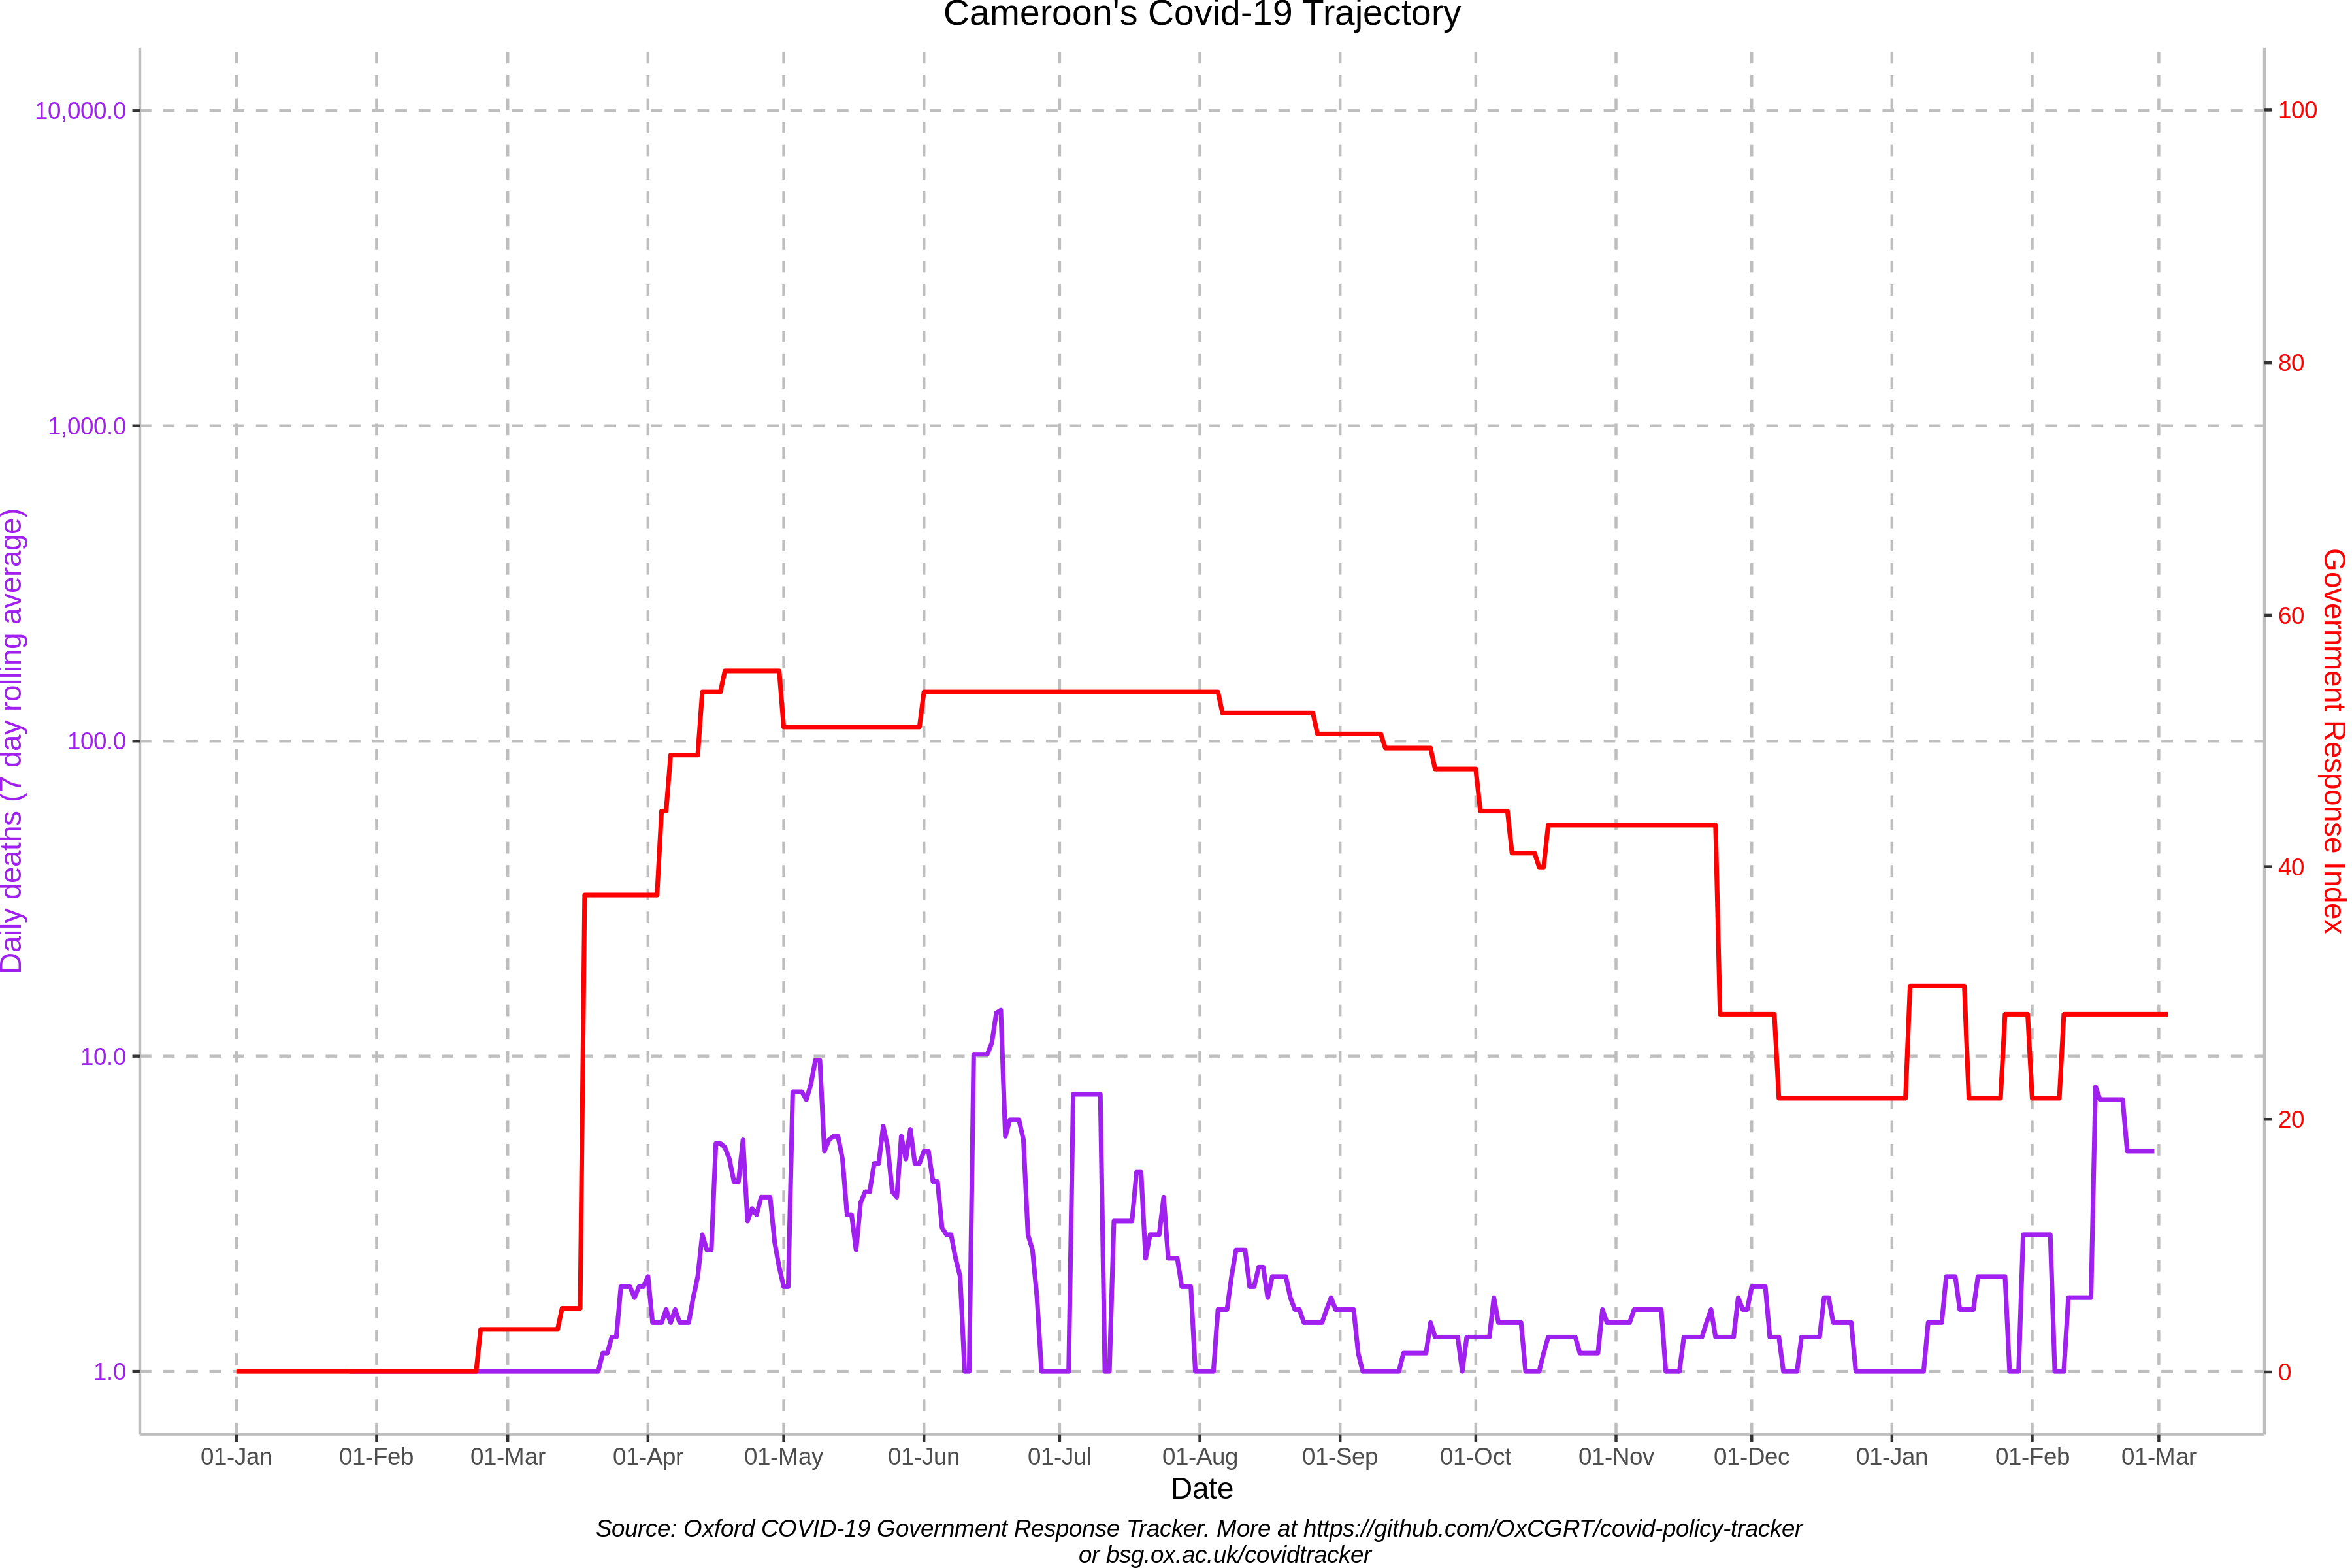 Cameroon's Covid-19 Trajectory
10,000.0
1,000.0
100.0
10.0
1.0
Daily deaths (7 day rolling average)
100
80
60
40
20
0
Government Response Index
01-Jan 01-Feb 01-Mar 01-Apr 01-May 01-Jun 01-Jul 01-Aug 01-Sep 01-Oct 01-Nov 01-Dec 01-Jan 01-Feb 01-Mar
Date
Source: Oxford COVID-19 Government Response Tracker. More at https://github.com/OxCGRT/covid-policy-tracker
or bsg.ox.ac.uk/covidtracker